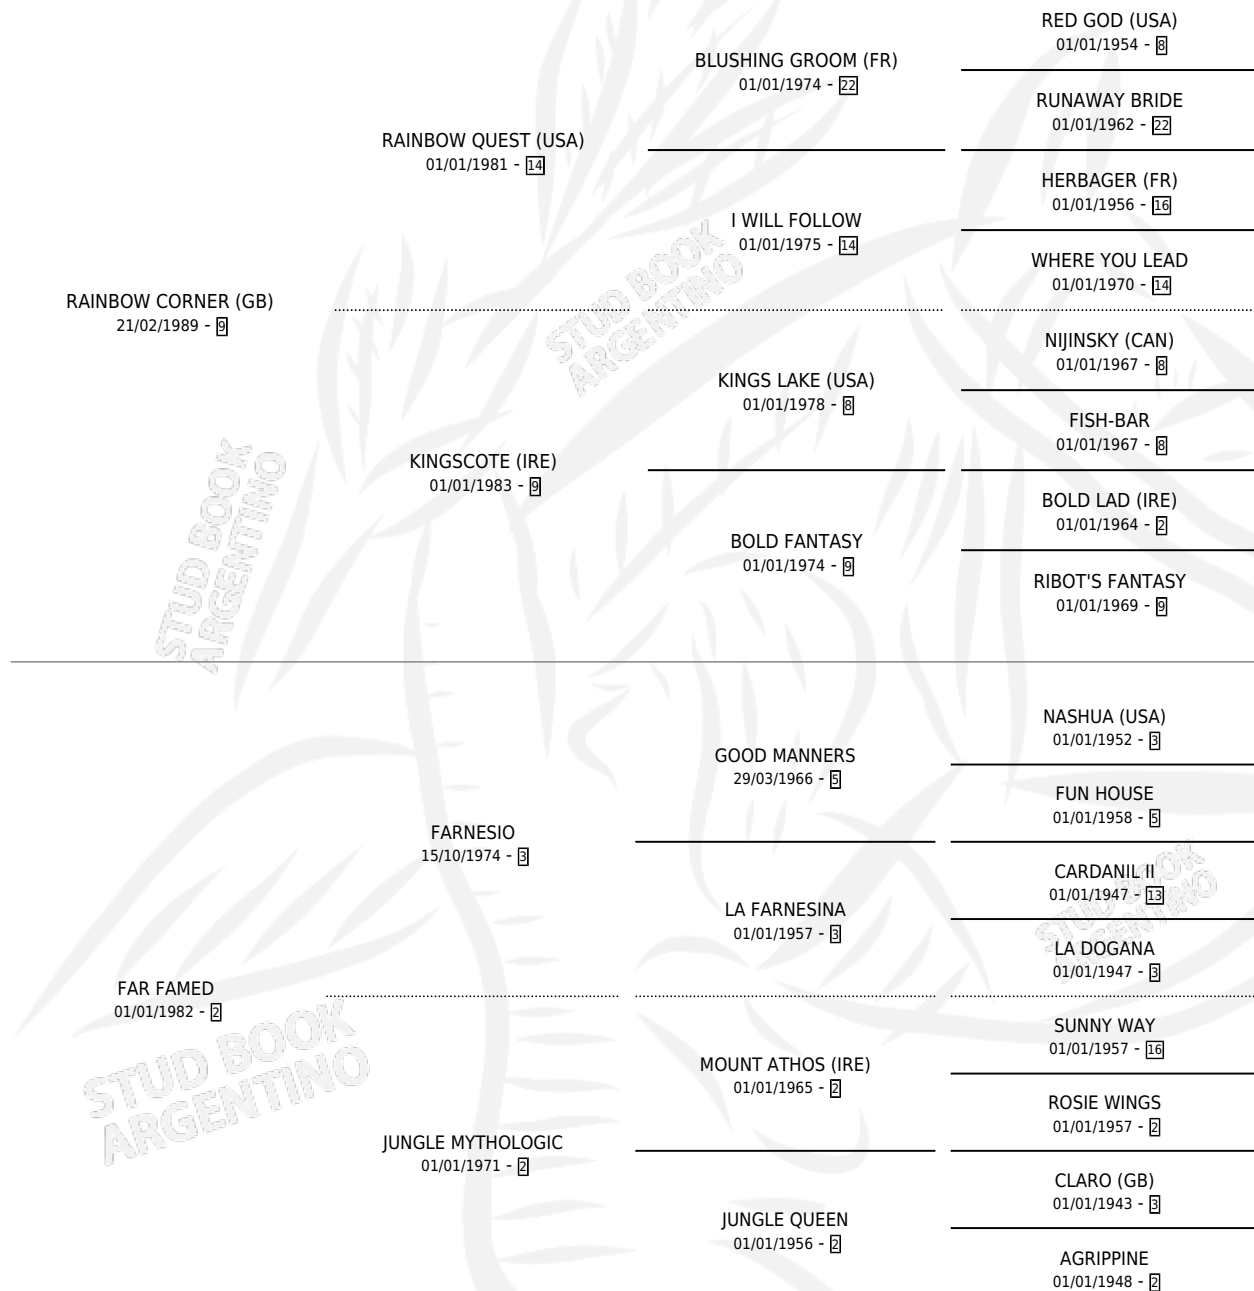 RED GOD (USA)
01/01/1954 - 8
BLUSHING GROOM (FR)
01/01/1974 - 22
RUNAWAY BRIDE
01/01/1962 - 22
RAINBOW QUEST (USA)
01/01/1981 - 14
HERBAGER (FR)
01/01/1956 - 16
I WILL FOLLOW
01/01/1975 - 14
WHERE YOU LEAD
01/01/1970 - 14
RAINBOW CORNER (GB)
21/02/1989 - 9
NIJINSKY (CAN)
01/01/1967 - 8
KINGS LAKE (USA)
01/01/1978 - 8
FISH-BAR
01/01/1967 - 8
KINGSCOTE (IRE)
01/01/1983 - 9
BOLD LAD (IRE)
01/01/1964 - 2
BOLD FANTASY
01/01/1974 - 9
RIBOT'S FANTASY
01/01/1969 - 9
NASHUA (USA)
01/01/1952 - 3
GOOD MANNERS
29/03/1966 - 5
FUN HOUSE
01/01/1958 - 5
FARNESIO
15/10/1974 - 3
CARDANIL II
01/01/1947 - 13
LA FARNESINA
01/01/1957 - 3
LA DOGANA
01/01/1947 - 3
FAR FAMED
01/01/1982 - 2
SUNNY WAY
01/01/1957 - 16
MOUNT ATHOS (IRE)
01/01/1965 - 2
ROSIE WINGS
01/01/1957 - 2
JUNGLE MYTHOLOGIC
01/01/1971 - 2
CLARO (GB)
01/01/1943 - 3
JUNGLE QUEEN
01/01/1956 - 2
AGRIPPINE
01/01/1948 - 2
STUD BOOK
ARGENTINO
STUD BOOK
ARGENTINO
STUD BOOK
ARGENTINO
STUD BOOK
ARGENTINO